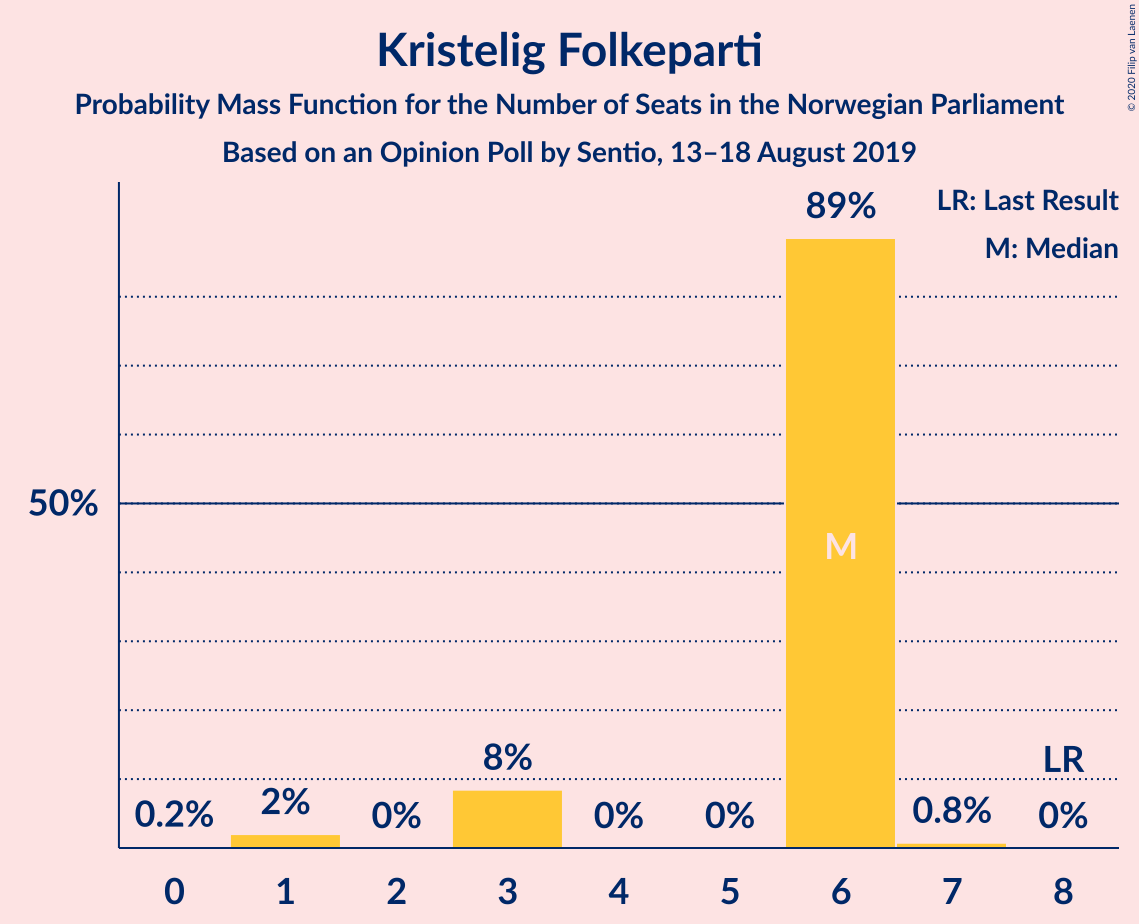 © 2020 Filip van Laenen
Kristelig Folkeparti
Probability Mass Function for the Number of Seats in the Norwegian Parliament
Based on an Opinion Poll by Sentio, 13–18 August 2019
LR: Last Result
M: Median
89%
50%
M
8%
LR
0.2%
2%
0%
0%
0%
0.8%
0%
0 1 2 3 4 5 6 7 8